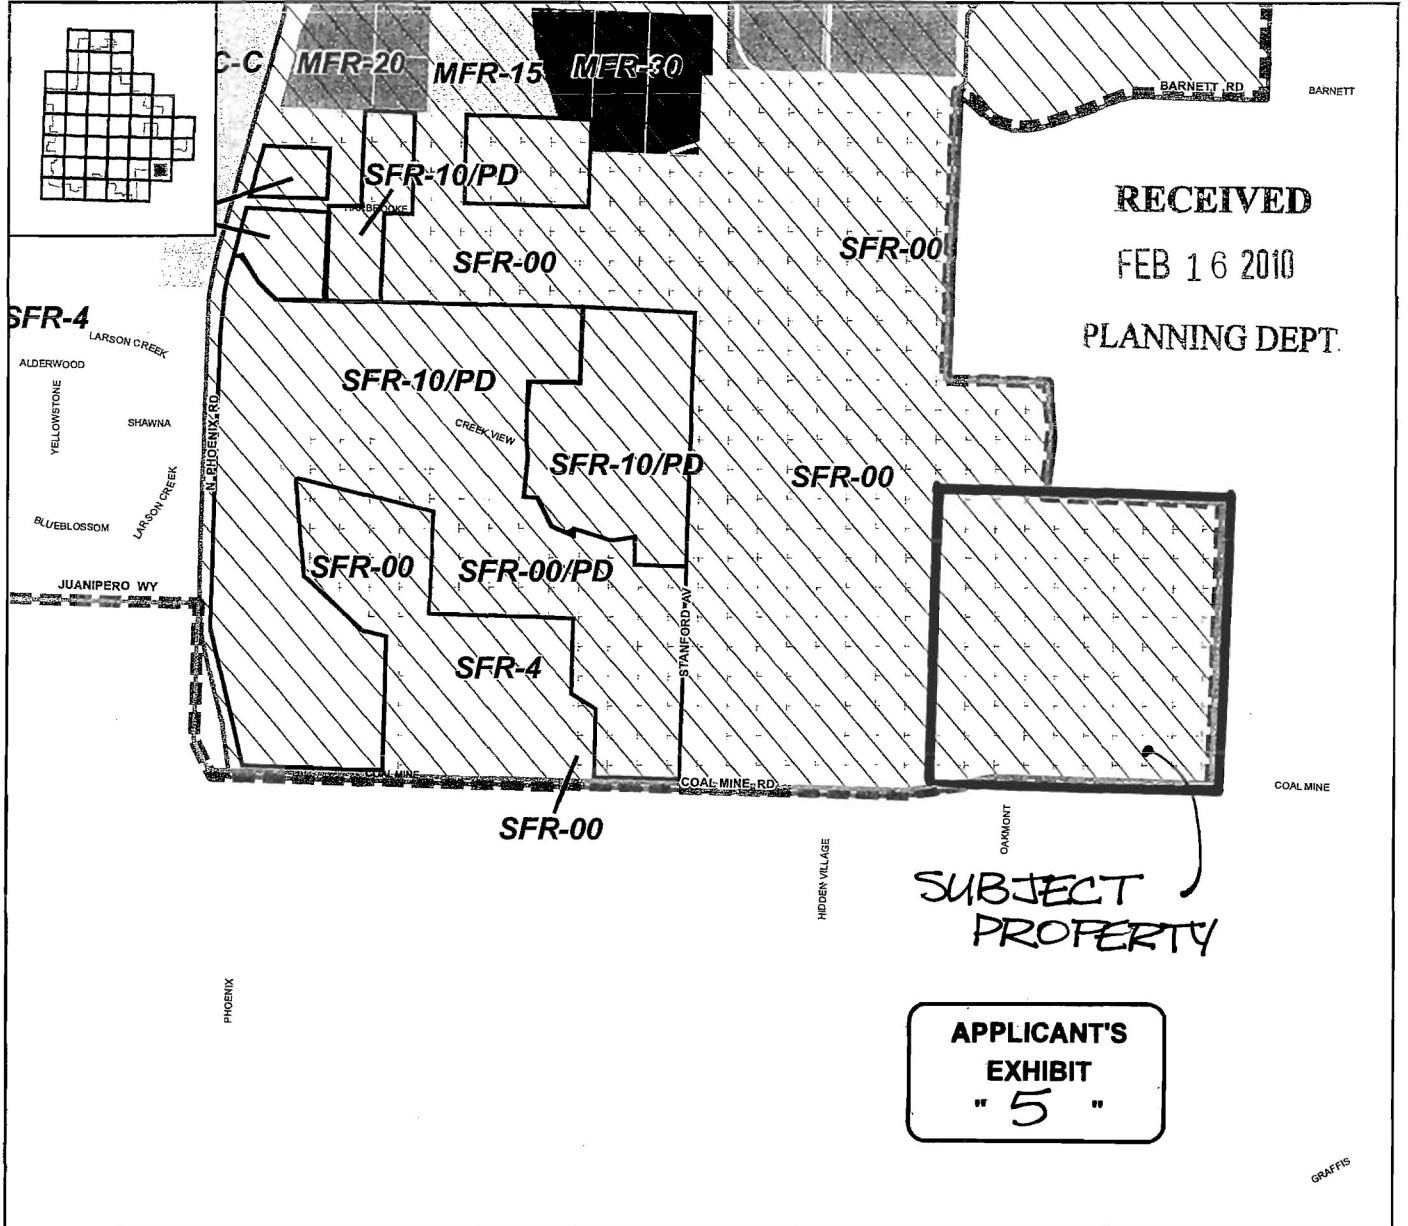 C-C
MFR-20
MFR-15
MFR-30
BARNETT RD
BARNETT
SFR-10/PD
HARBROOKE
SFR-00
SFR-00
RECEIVED
FEB 16 2010
PLANNING DEPT.
SFR-4
LARSON CREEK
ALDERWOOD
YELLOWSTONE
SHAWNA
N PHOENIX RD
SFR-10/PD
CREEK VIEW
SFR-10/PD
SFR-00
LARSON CREEK
BLUEBLOSSOM
JUANIPERO WY
SFR-00
SFR-00/PD
STANFORD AV
SFR-4
COAL MINE
COAL MINE RD
COAL MINE
SFR-00
HIDDEN VILLAGE
OAKMONT
SUBJECT
PROPERTY
PHOENIX
APPLICANT'S
EXHIBIT
" 5 "
GRAFFIS